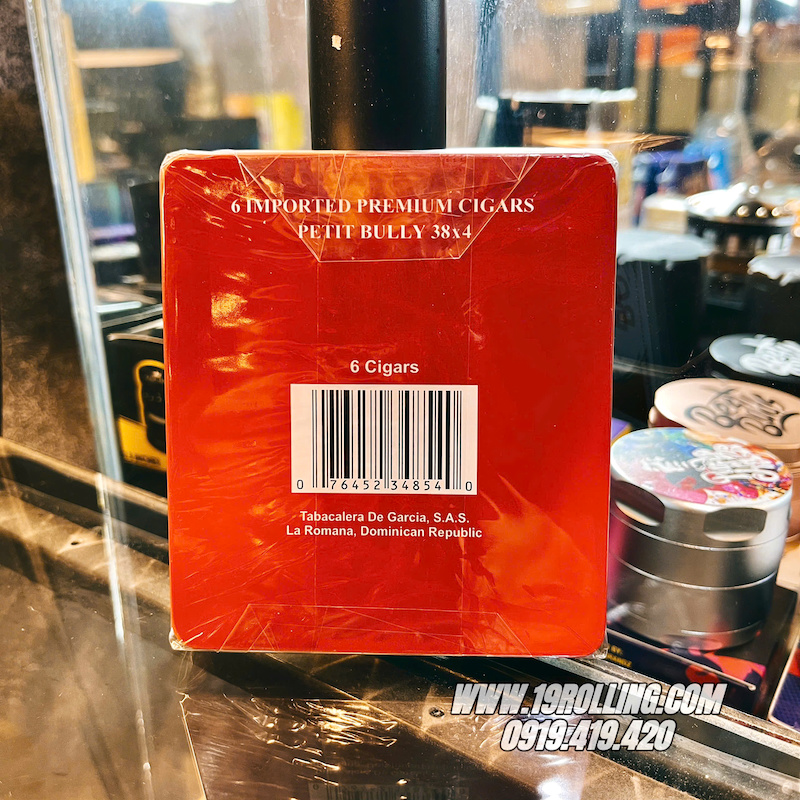 6 IMPORTED PREMIUM CIGARS
PETIT BULLY 38x4
6 Cigars
0 76452 34854 0
Tabacalera De Garcia, S.A.S.
La Romana, Dominican Republic
WWW.19ROLLING.COM
0919.419.420